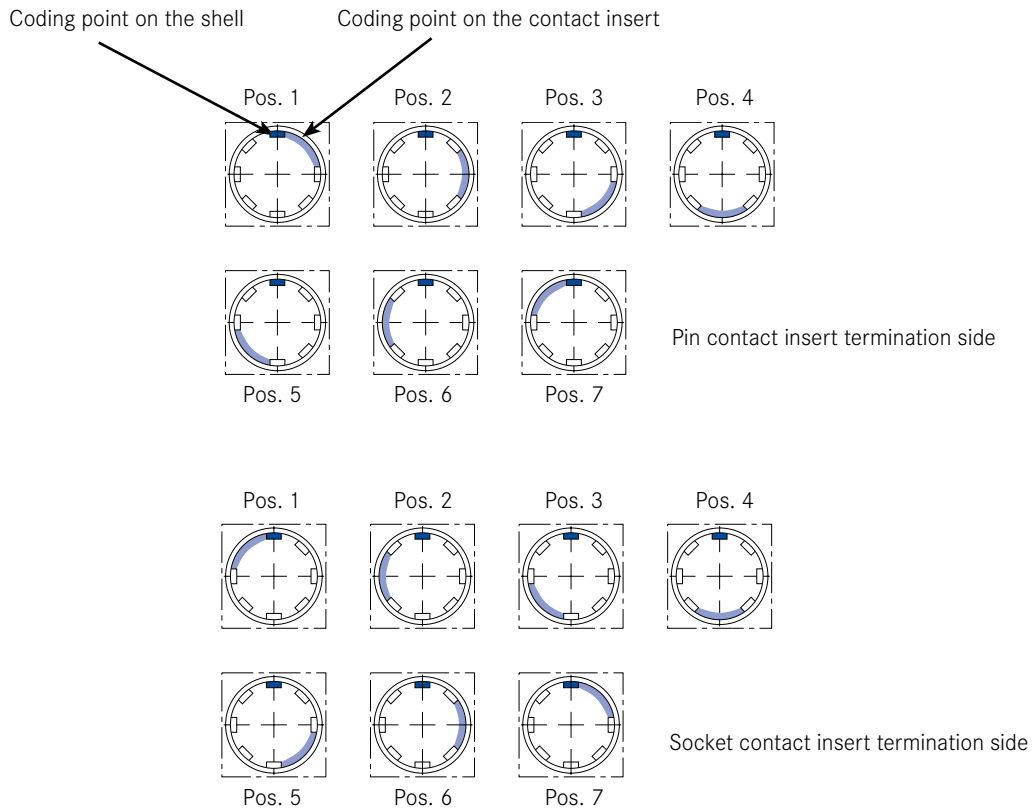 Coding point on the shell
Coding point on the contact insert
Pos. 1
Pos. 2
Pos. 3
Pos. 4
Pin contact insert termination side
Pos. 5
Pos. 6
Pos. 7
Pos. 1
Pos. 2
Pos. 3
Pos. 4
Socket contact insert termination side
Pos. 5
Pos. 6
Pos. 7